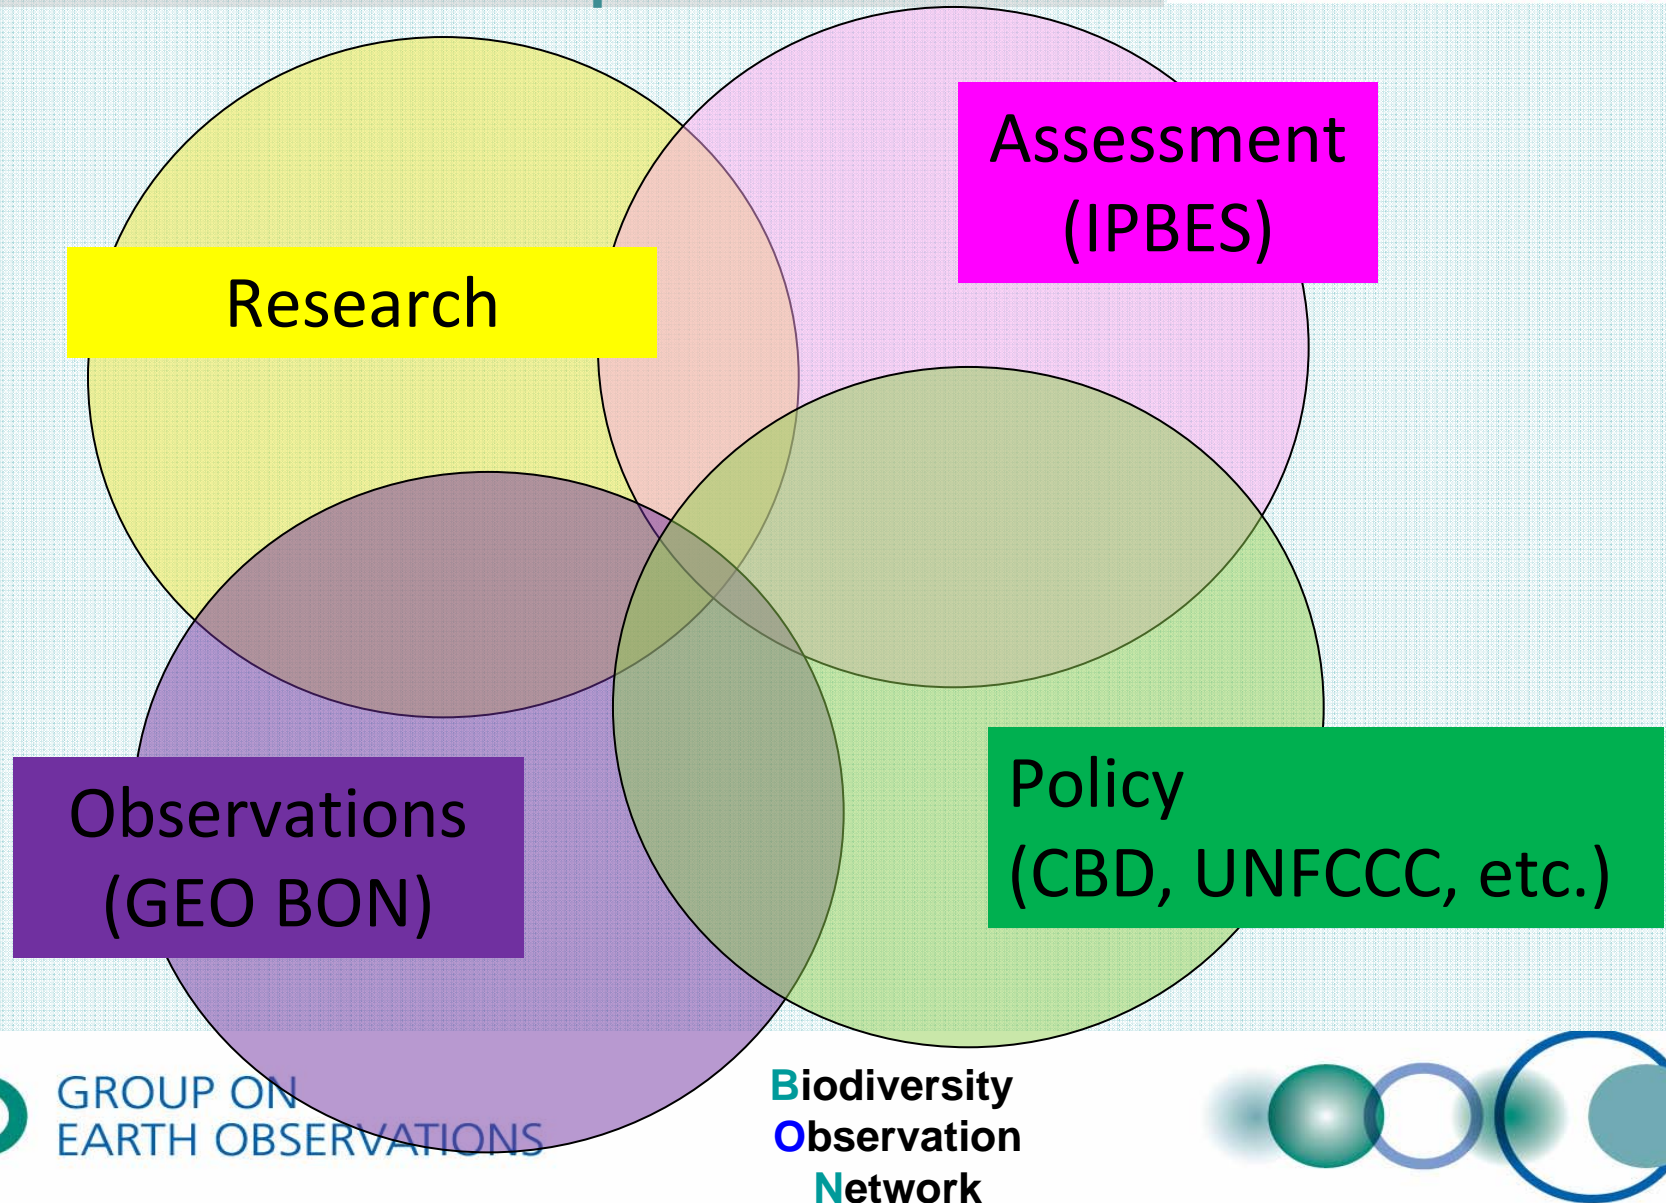 Assessment
(IPBES)
Research
Observations
(GEO BON)
Policy
(CBD, UNFCCC, etc.)
GROUP ON
EARTH OBSERVATIONS
Biodiversity
Observation
Network